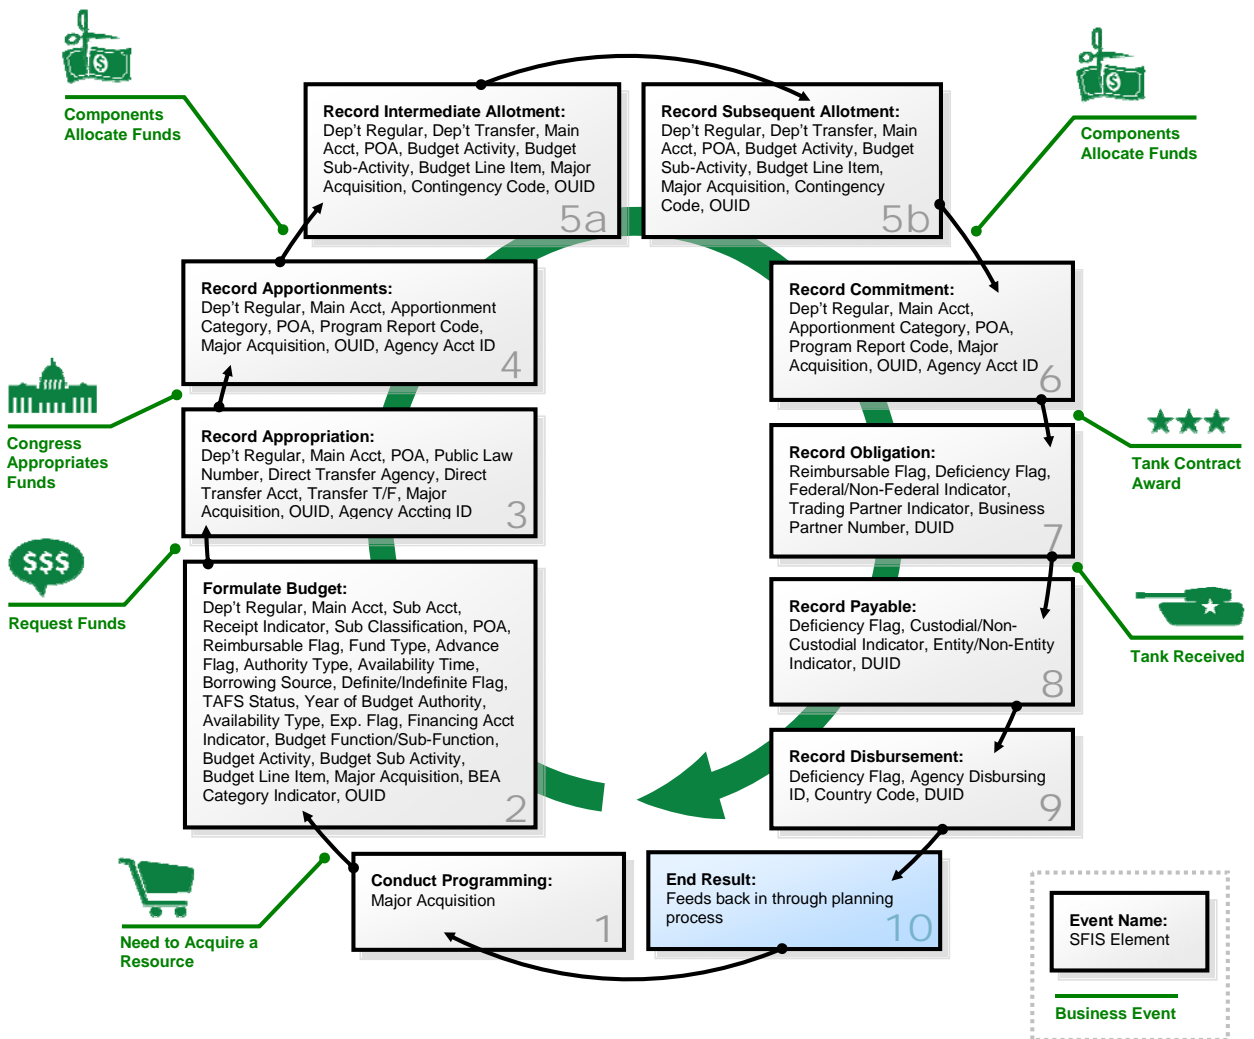 Components
Allocate Funds
Record Intermediate Allotment:
Dep't Regular, Dep't Transfer, Main
Acct, POA, Budget Activity, Budget
Sub-Activity, Budget Line Item, Major
Acquisition, Contingency Code, OUID
5a
Record Subsequent Allotment:
Dep't Regular, Dep't Transfer, Main
Acct, POA, Budget Activity, Budget
Sub-Activity, Budget Line Item,
Major Acquisition, Contingency
Code, OUID
5b
Components
Allocate Funds
Record Apportionments:
Dep't Regular, Main Acct, Apportionment
Category, POA, Program Report Code,
Major Acquisition, OUID, Agency Acct ID
4
Record Commitment:
Dep't Regular, Main Acct,
Apportionment Category, POA,
Program Report Code, Major
Acquisition, OUID, Agency Acct ID
6
Congress
Appropriates
Funds
Record Appropriation:
Dep't Regular, Main Acct, POA, Public Law
Number, Direct Transfer Agency, Direct
Transfer Acct, Transfer T/F, Major
Acquisition, OUID, Agency Accting ID
3
Record Obligation:
Reimbursable Flag, Deficiency Flag,
Federal/Non-Federal Indicator,
Trading Partner Indicator, Business
Partner Number, DUID
7
Tank Contract
Award
$$$
Request Funds
Formulate Budget:
Dep't Regular, Main Acct, Sub Acct,
Receipt Indicator, Sub Classification, POA,
Reimbursable Flag, Fund Type, Advance
Flag, Authority Type, Availability Time,
Borrowing Source, Definite/Indefinite Flag,
TAFS Status, Year of Budget Authority,
Availability Type, Exp. Flag, Financing Acct
Indicator, Budget Function/Sub-Function,
Budget Activity, Budget Sub Activity,
Budget Line Item, Major Acquisition, BEA
Category Indicator, OUID
2
Record Payable:
Deficiency Flag, Custodial/Non-
Custodial Indicator, Entity/Non-Entity
Indicator, DUID
8
Tank Received
Record Disbursement:
Deficiency Flag, Agency Disbursing
ID, Country Code, DUID
9
Need to Acquire a
Resource
Conduct Programming:
Major Acquisition
1
End Result:
Feeds back in through planning
process
10
Event Name:
SFIS Element
Business Event